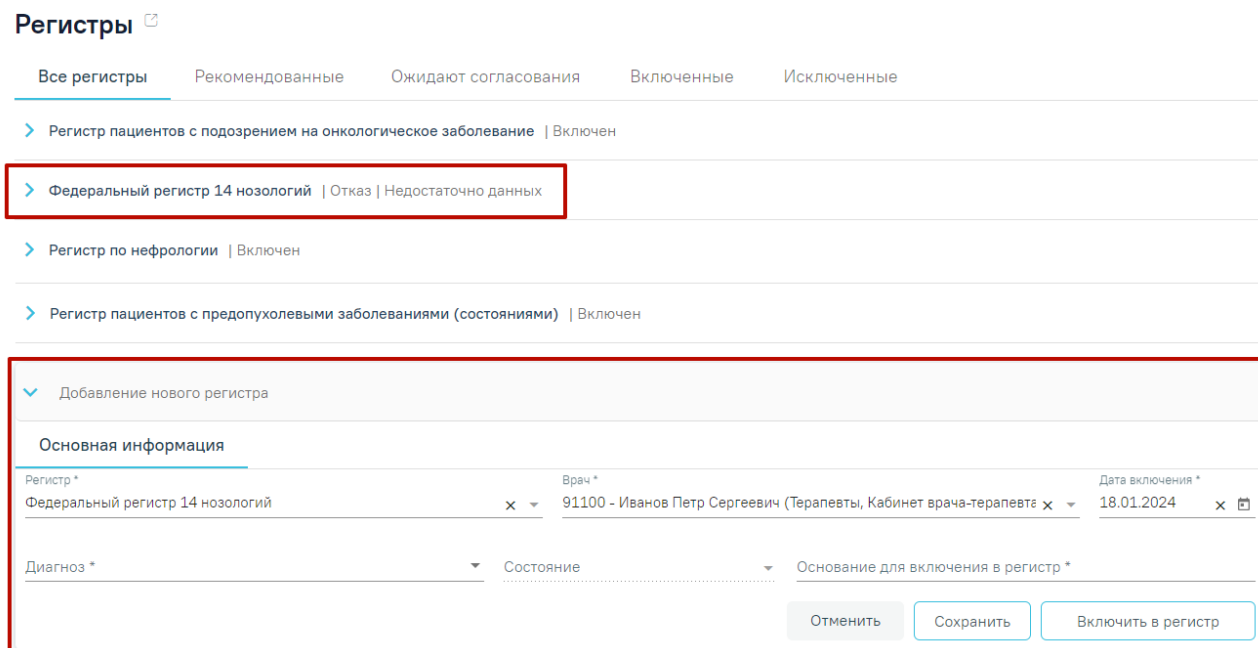 Регистры
Все регистры Рекомендованные Ожидают согласования Включенные Исключенные
Регистр пациентов с подозрением на онкологическое заболевание | Включен
Федеральный регистр 14 нозологий | Отказ | Недостаточно данных
Регистр по нефрологии | Включен
Регистр пациентов с предопухолевыми заболеваниями (состояниями) | Включен
Добавление нового регистра
Основная информация
Регистр * Врач * Дата включения *
Федеральный регистр 14 нозологий 91100 - Иванов Петр Сергеевич (Терапевты, Кабинет врача-терапевта 18.01.2024
Диагноз * Состояние Основание для включения в регистр *
Отменить Сохранить Включить в регистр